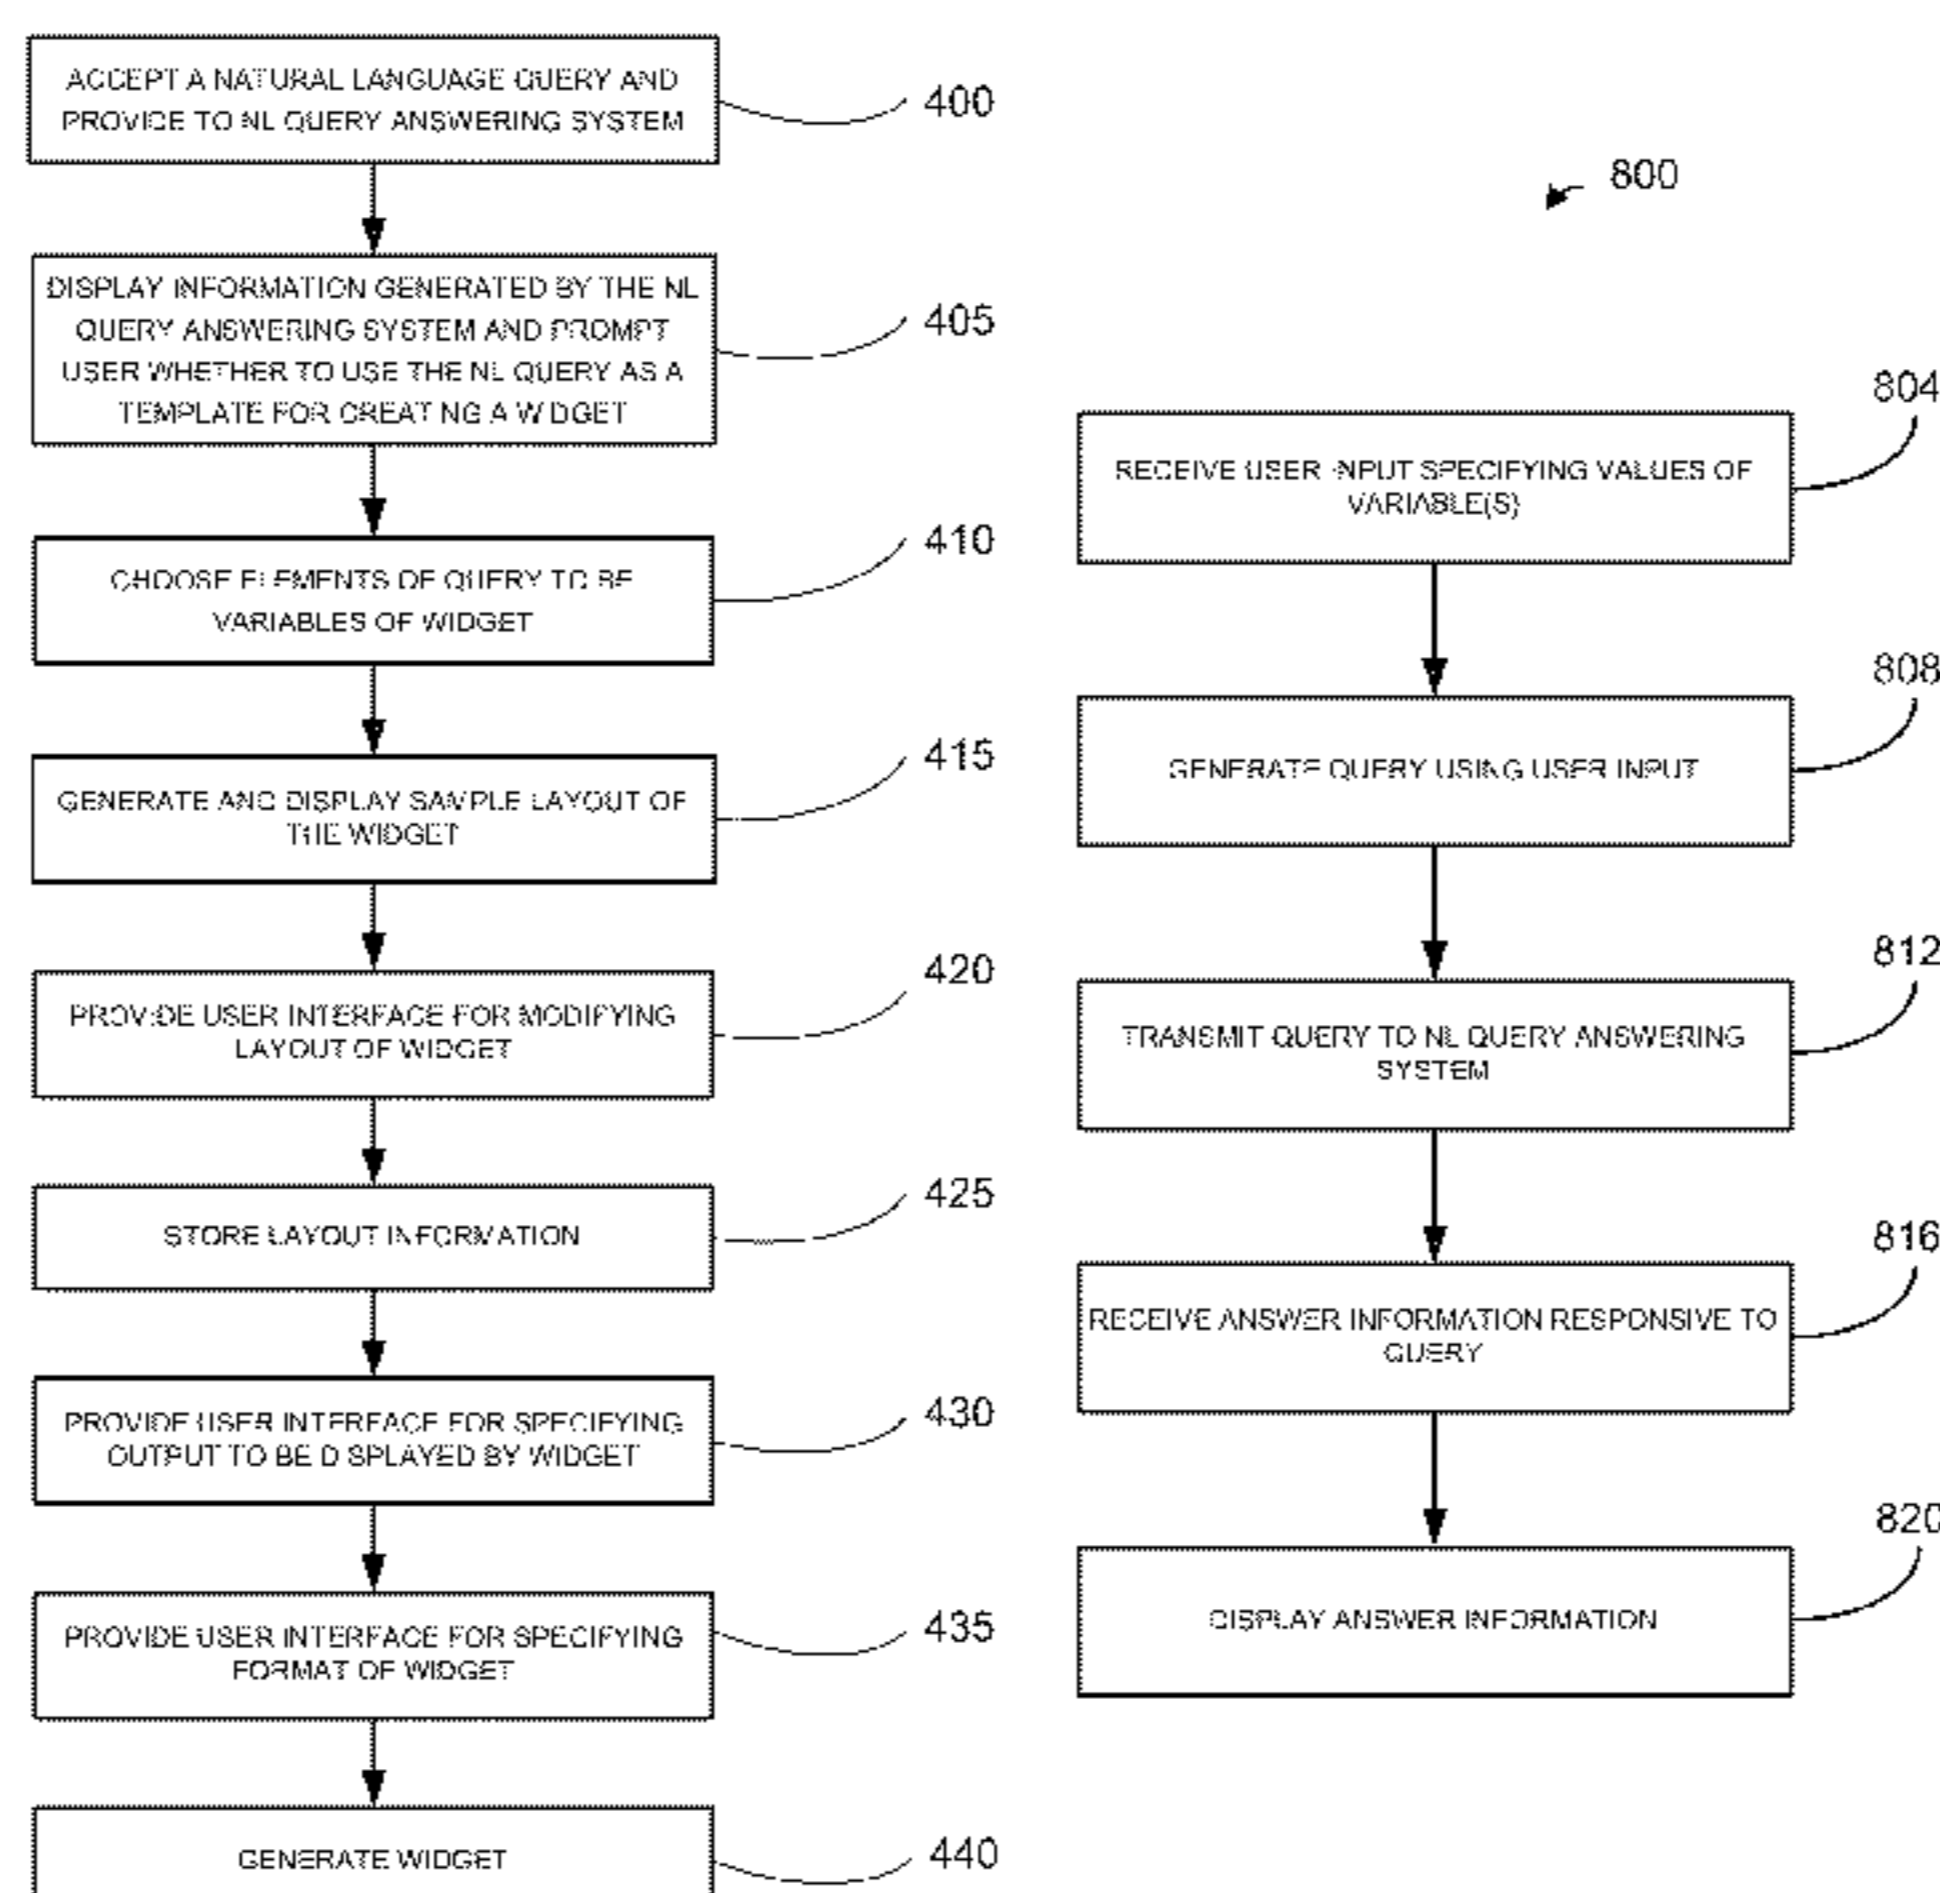 ACCEPT A NATURAL LANGUAGE QUERY AND
PROVIDE TO NL QUERY ANSWERING SYSTEM
400
DISPLAY INFORMATION GENERATED BY THE NL
QUERY ANSWERING SYSTEM AND PROMPT
USER WHETHER TO USE THE NL QUERY AS A
TEMPLATE FOR CREATING A WIDGET
405
CHOOSE ELEMENTS OF QUERY TO BE
VARIABLES OF WIDGET
410
GENERATE AND DISPLAY SAMPLE LAYOUT OF
THE WIDGET
415
PROVIDE USER INTERFACE FOR MODIFYING
LAYOUT OF WIDGET
420
STORE LAYOUT INFORMATION
425
PROVIDE USER INTERFACE FOR SPECIFYING
OUTPUT TO BE DISPLAYED BY WIDGET
430
PROVIDE USER INTERFACE FOR SPECIFYING
FORMAT OF WIDGET
435
GENERATE WIDGET
440
800
804
RECEIVE USER INPUT SPECIFYING VALUES OF
VARIABLE(S)
808
GENERATE QUERY USING USER INPUT
812
TRANSMIT QUERY TO NL QUERY ANSWERING
SYSTEM
816
RECEIVE ANSWER INFORMATION RESPONSIVE TO
QUERY
820
DISPLAY ANSWER INFORMATION